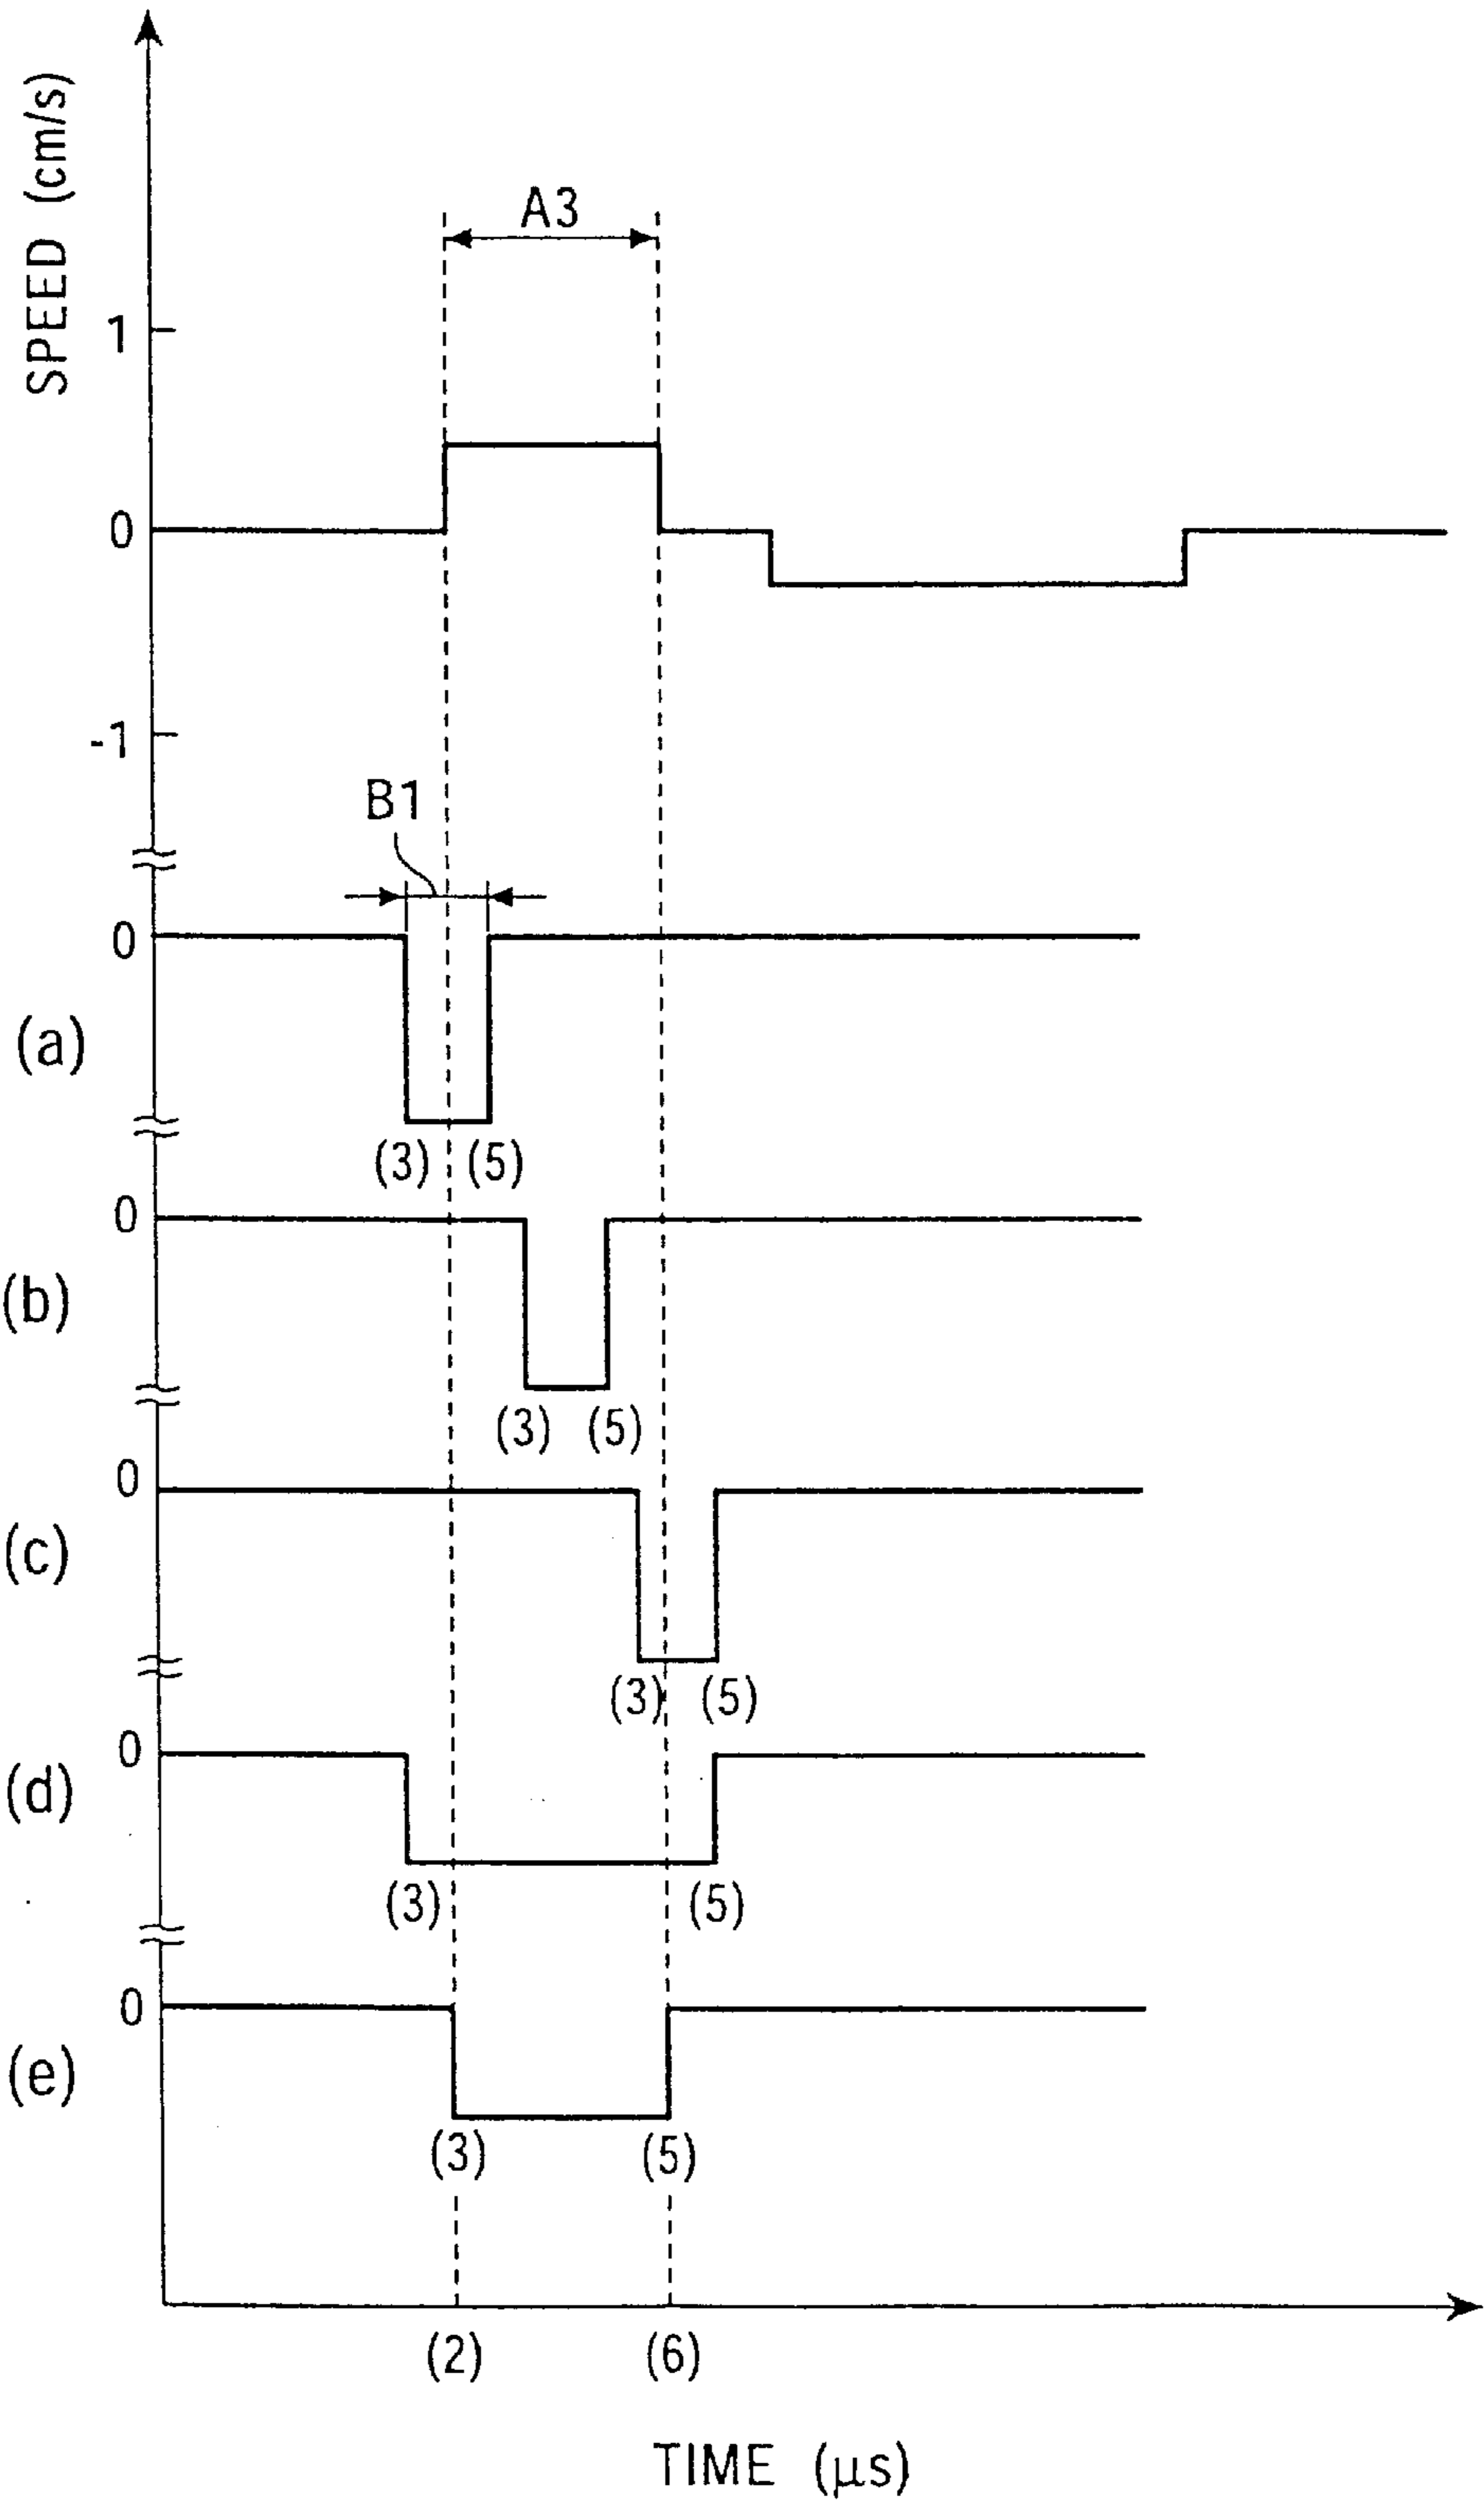 SPEED (cm/s)
A3
1
0
-1
B1
0
(a)
(3) (5)
0
(b)
(3) (5)
0
(c)
(3) (5)
0
(d)
(3) (5)
0
(e)
(3) (5)
(2) (6)
TIME (μs)